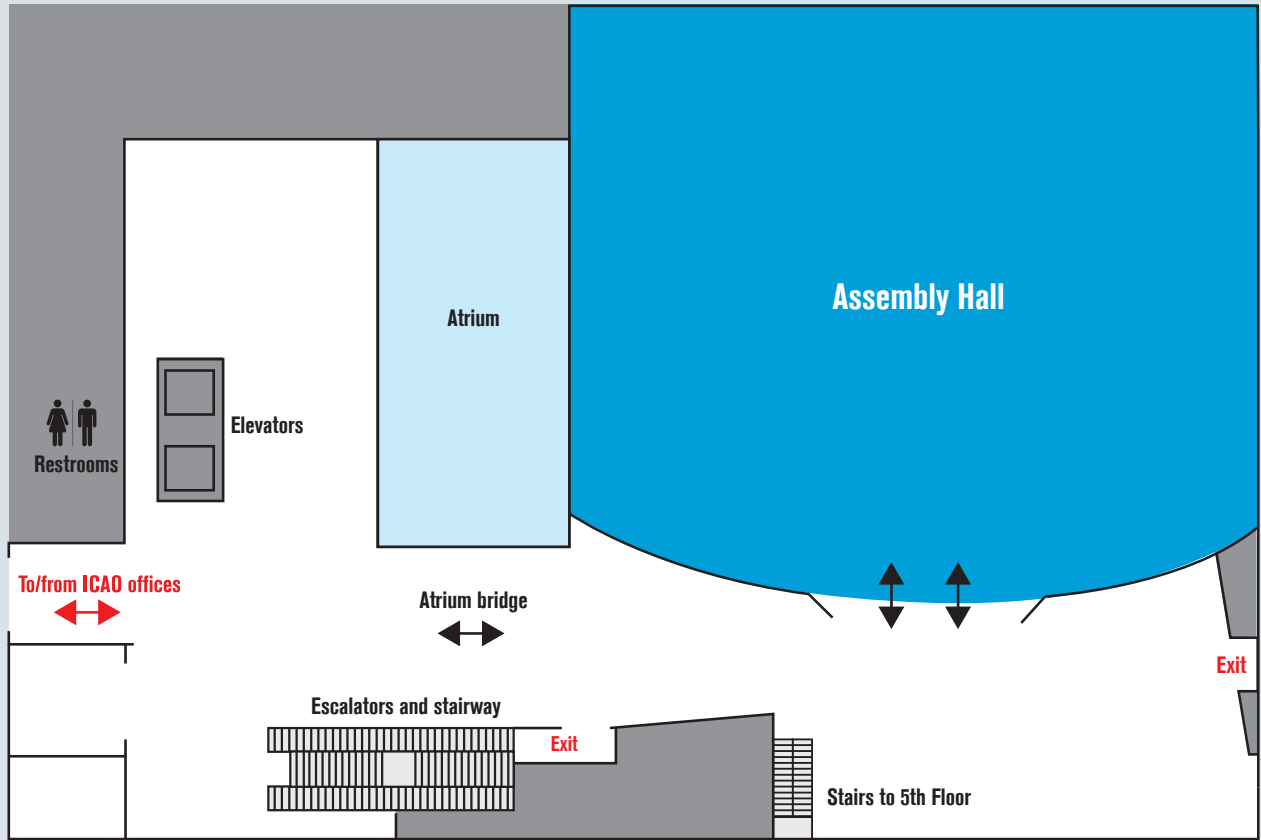 Assembly Hall
Atrium
Elevators
Restrooms
To/from ICAO offices
Atrium bridge
Exit
Escalators and stairway
Exit
Stairs to 5th Floor